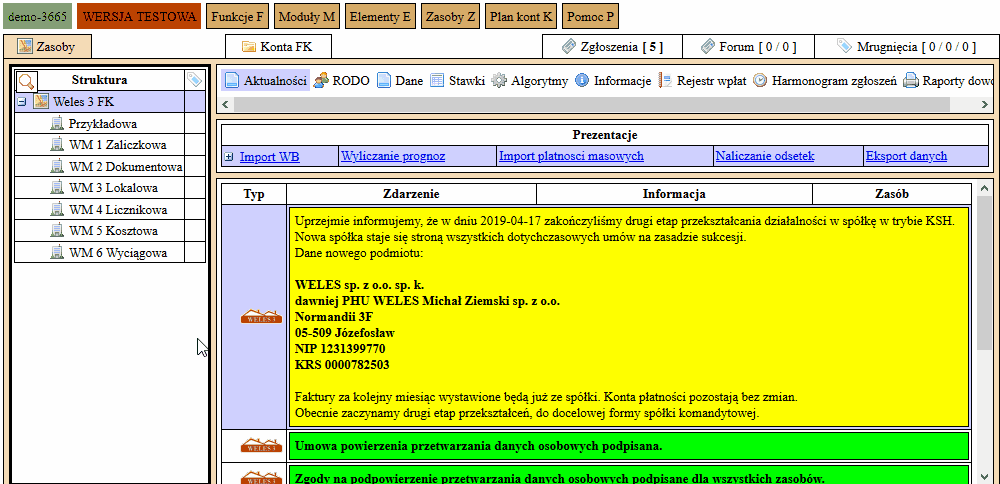 demo-3665 WERSJA TESTOWA Funkcje F Moduły M Elementy E Zasoby Z Plan kont K Pomoc P
Zasoby Konta FK Zgłoszenia [ 5 ] Forum [ 0 / 0 ] Mrugnięcia [ 0 / 0 / 0 ]
Struktura
Weles 3 FK
Przykładowa
WM 1 Zaliczkowa
WM 2 Dokumentowa
WM 3 Lokalowa
WM 4 Licznikowa
WM 5 Kosztowa
WM 6 Wyciągowa
Aktualności RODO Dane Stawki Algorytmy Informacje Rejestr wpłat Harmonogram zgłoszeń Raporty dowo
Prezentacje
Import WB Wyliczanie prognoz Import płatnosci masowych Naliczanie odsetek Eksport danych
Typ Zdarzenie Informacja Zasób
Uprzejmie informujemy, że w dniu 2019-04-17 zakończyliśmy drugi etap przekształcania działalności w spółkę w trybie KSH.
Nowa spółka staje się stroną wszystkich dotychczasowych umów na zasadzie sukcesji.
Dane nowego podmiotu:
WELES sp. z o.o. sp. k.
dawniej PHU WELES Michał Ziemski sp. z o.o.
Normandii 3F
05-509 Józefosław
NIP 1231399770
KRS 0000782503
WELES 3
Faktury za kolejny miesiąc wystawione będą już ze spółki. Konta płatności pozostają bez zmian.
Obecnie zaczynamy drugi etap przekształceń, do docelowej formy spółki komandytowej.
WELES 3 Umowa powierzenia przetwarzania danych osobowych podpisana.
WELES 3 Zgody na podpowierzenie przetwarzania danych osobowych podpisane dla wszystkich zasobów.